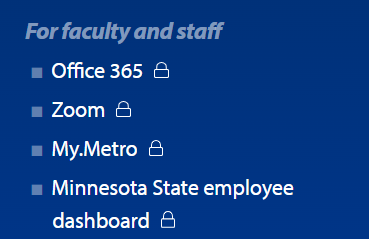 For faculty and staff
Office 365
Zoom
My.Metro
Minnesota State employee
dashboard